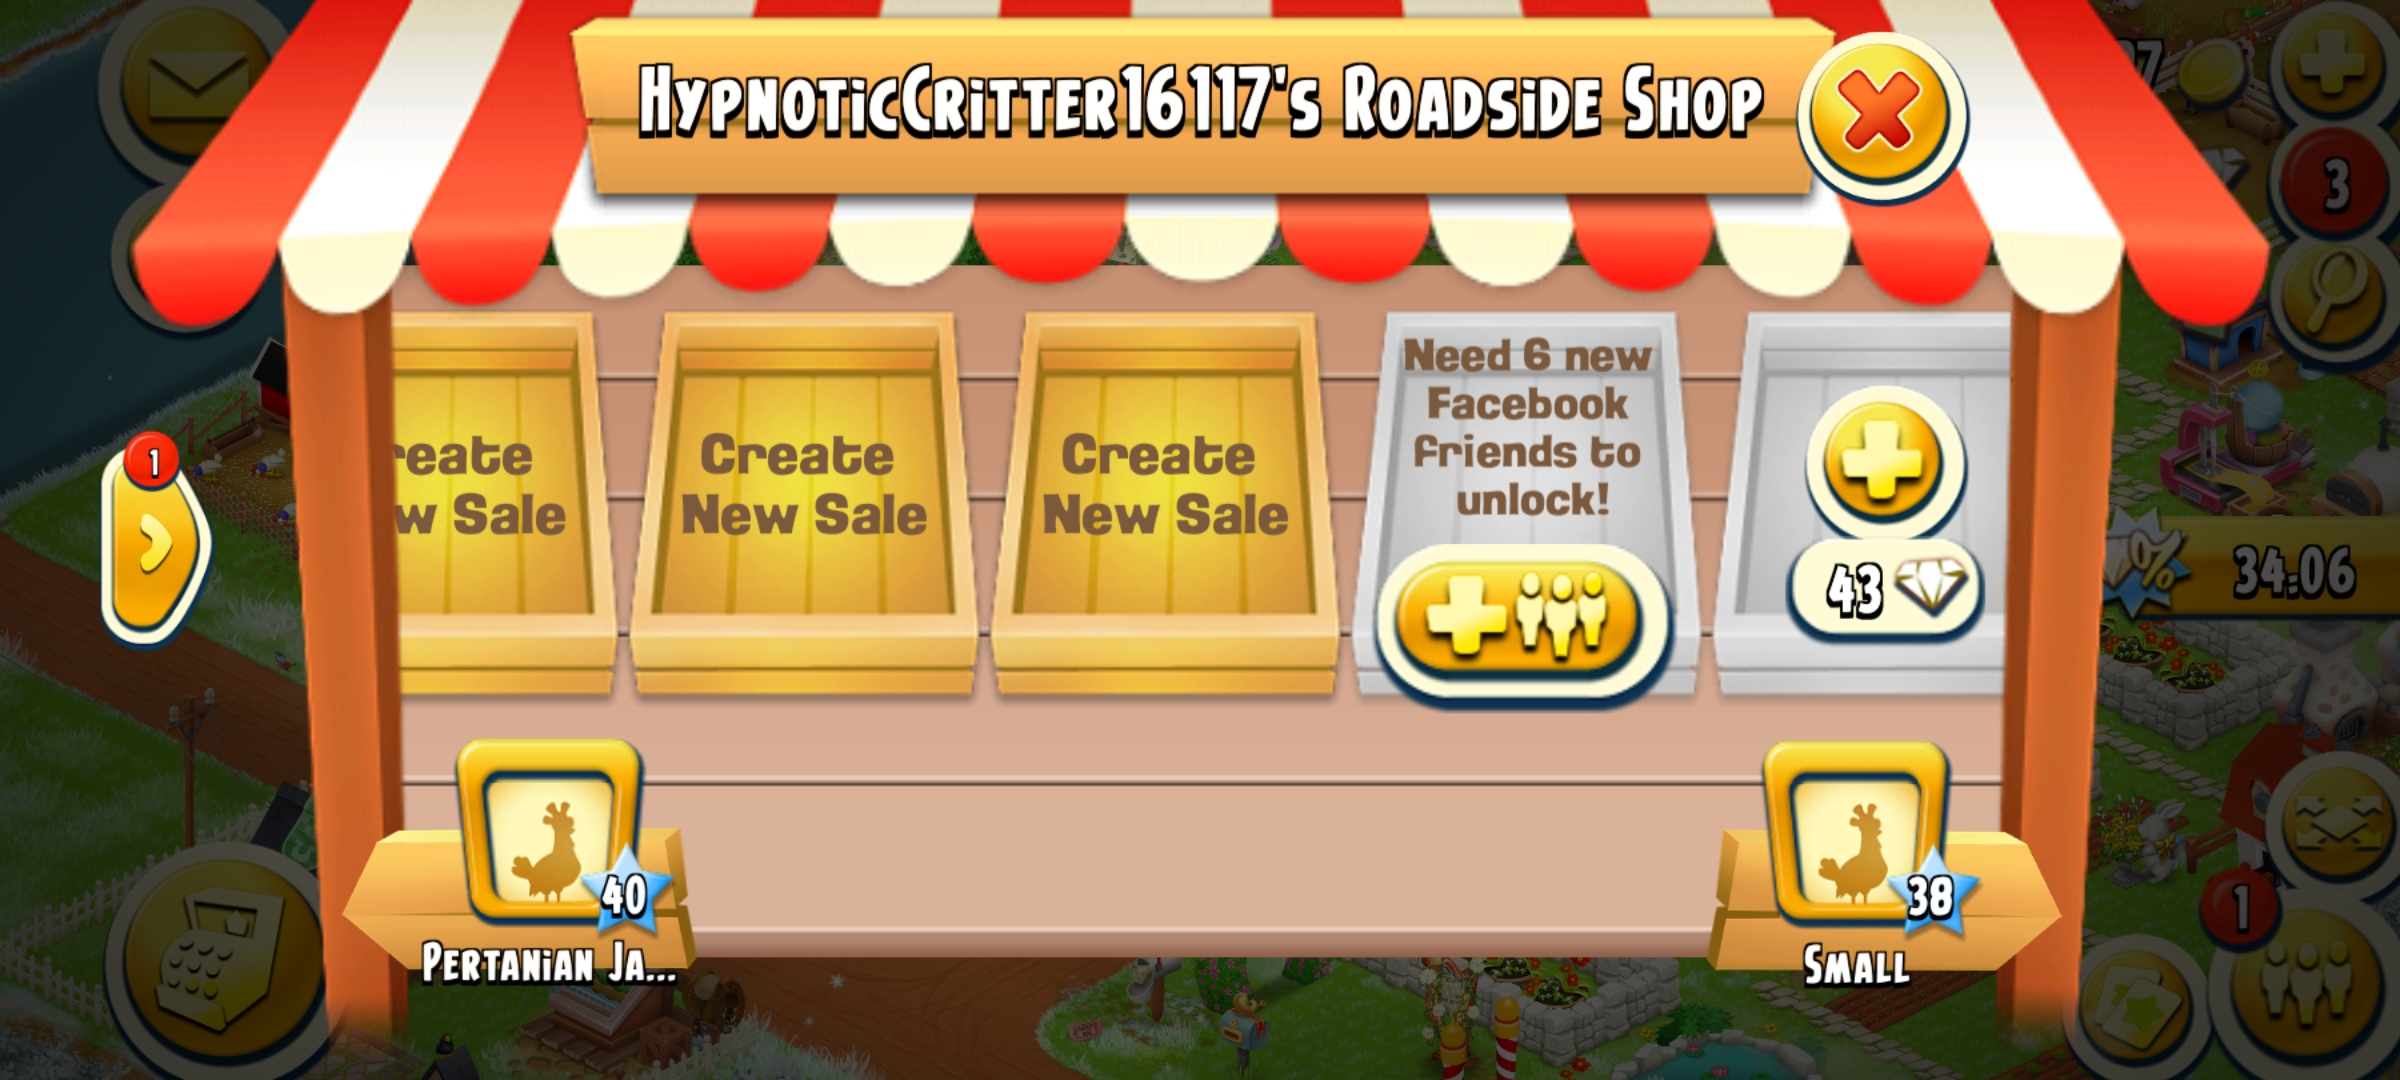 HypnoticCritter16117's Roadside Shop
3
1
reate
w Sale
Create
New Sale
Create
New Sale
Need 6 new
Facebook
friends to
unlock!
43
34:06
40
Pertanian Ja...
38
Small
1